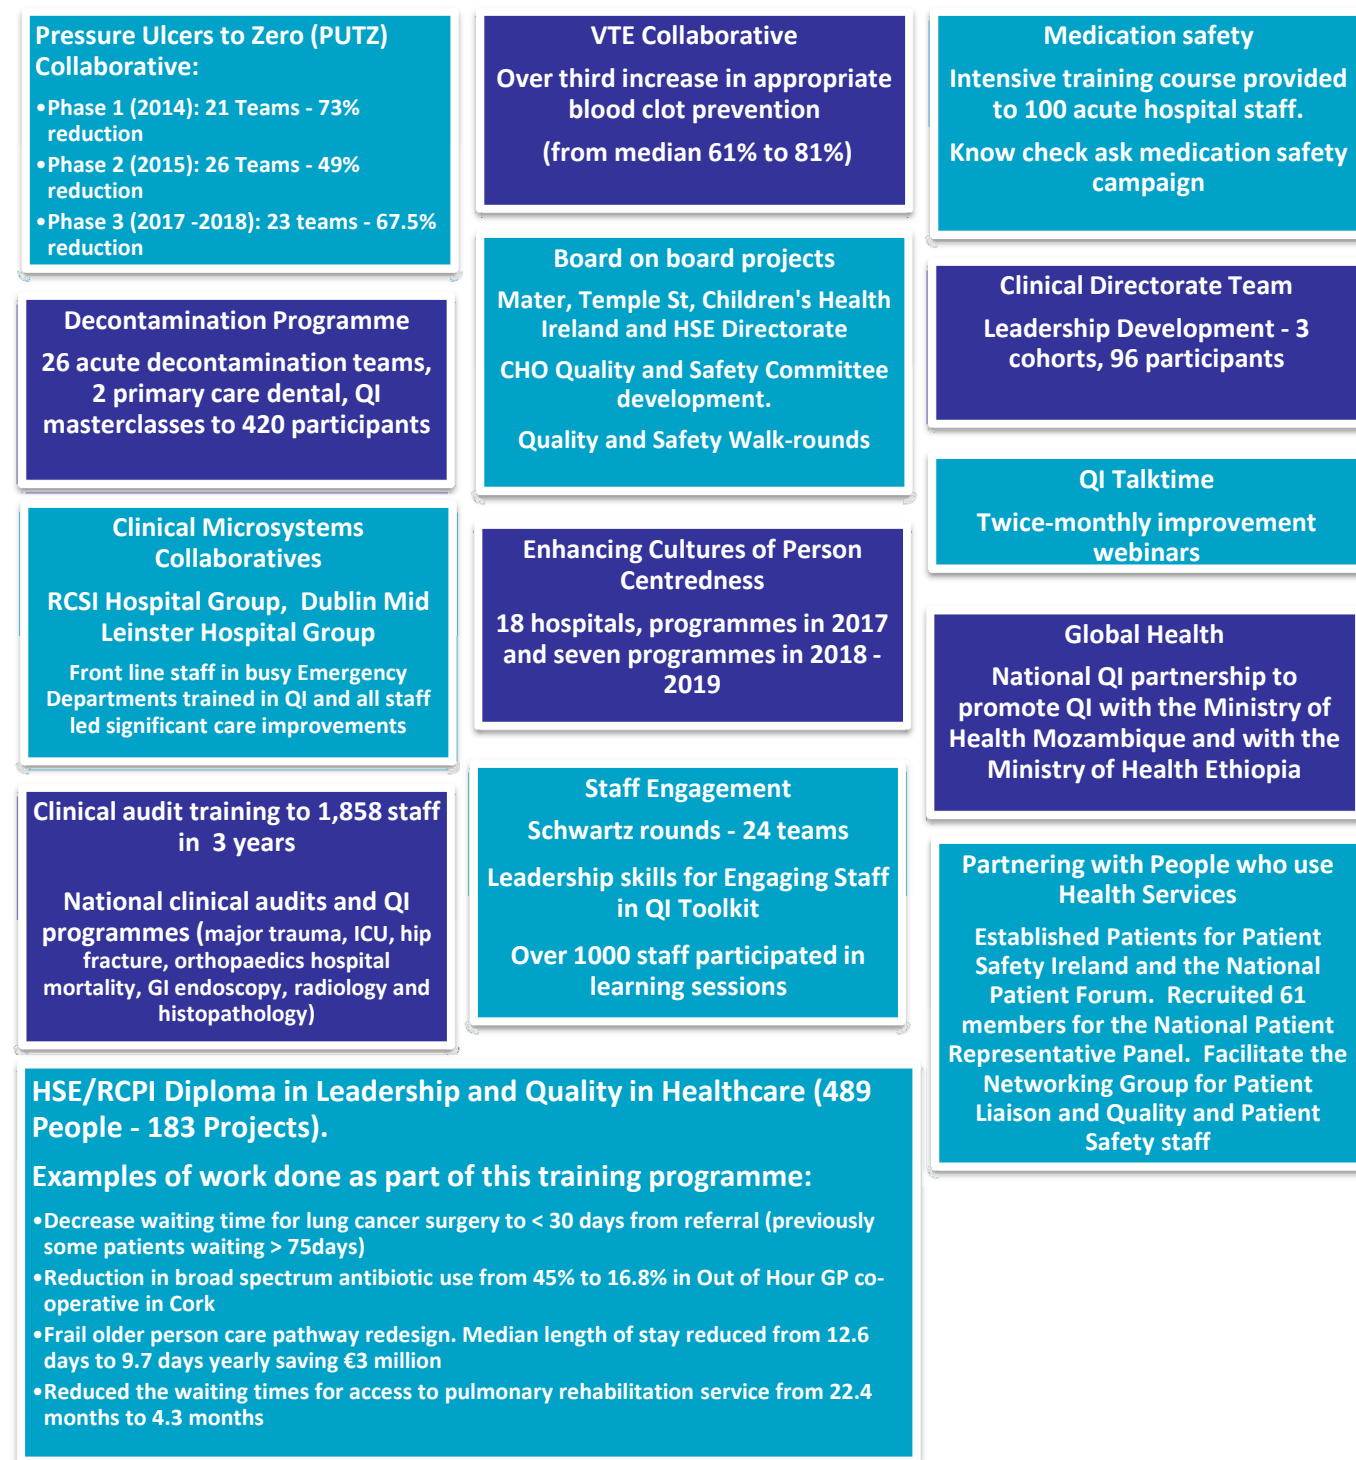 Pressure Ulcers to Zero (PUTZ)
Collaborative:
•Phase 1 (2014): 21 Teams - 73%
reduction
•Phase 2 (2015): 26 Teams - 49%
reduction
•Phase 3 (2017 -2018): 23 teams - 67.5%
reduction
Decontamination Programme
26 acute decontamination teams,
2 primary care dental, QI
masterclasses to 420 participants
Clinical Microsystems
Collaboratives
RCSI Hospital Group, Dublin Mid
Leinster Hospital Group
Front line staff in busy Emergency
Departments trained in QI and all staff
led significant care improvements
Clinical audit training to 1,858 staff
in 3 years
National clinical audits and QI
programmes (major trauma, ICU, hip
fracture, orthopaedics hospital
mortality, GI endoscopy, radiology and
histopathology)
VTE Collaborative
Over third increase in appropriate
blood clot prevention
(from median 61% to 81%)
Board on board projects
Mater, Temple St, Children's Health
Ireland and HSE Directorate
CHO Quality and Safety Committee
development.
Quality and Safety Walk-rounds
Enhancing Cultures of Person
Centredness
18 hospitals, programmes in 2017
and seven programmes in 2018 -
2019
Staff Engagement
Schwartz rounds - 24 teams
Leadership skills for Engaging Staff
in QI Toolkit
Over 1000 staff participated in
learning sessions
Medication safety
Intensive training course provided
to 100 acute hospital staff.
Know check ask medication safety
campaign
Clinical Directorate Team
Leadership Development - 3
cohorts, 96 participants
QI Talktime
Twice-monthly improvement
webinars
Global Health
National QI partnership to
promote QI with the Ministry of
Health Mozambique and with the
Ministry of Health Ethiopia
Partnering with People who use
Health Services
Established Patients for Patient
Safety Ireland and the National
Patient Forum. Recruited 61
members for the National Patient
Representative Panel. Facilitate the
Networking Group for Patient
Liaison and Quality and Patient
Safety staff
HSE/RCPI Diploma in Leadership and Quality in Healthcare (489
People - 183 Projects).
Examples of work done as part of this training programme:
•Decrease waiting time for lung cancer surgery to < 30 days from referral (previously
some patients waiting > 75days)
•Reduction in broad spectrum antibiotic use from 45% to 16.8% in Out of Hour GP co-
operative in Cork
•Frail older person care pathway redesign. Median length of stay reduced from 12.6
days to 9.7 days yearly saving €3 million
•Reduced the waiting times for access to pulmonary rehabilitation service from 22.4
months to 4.3 months